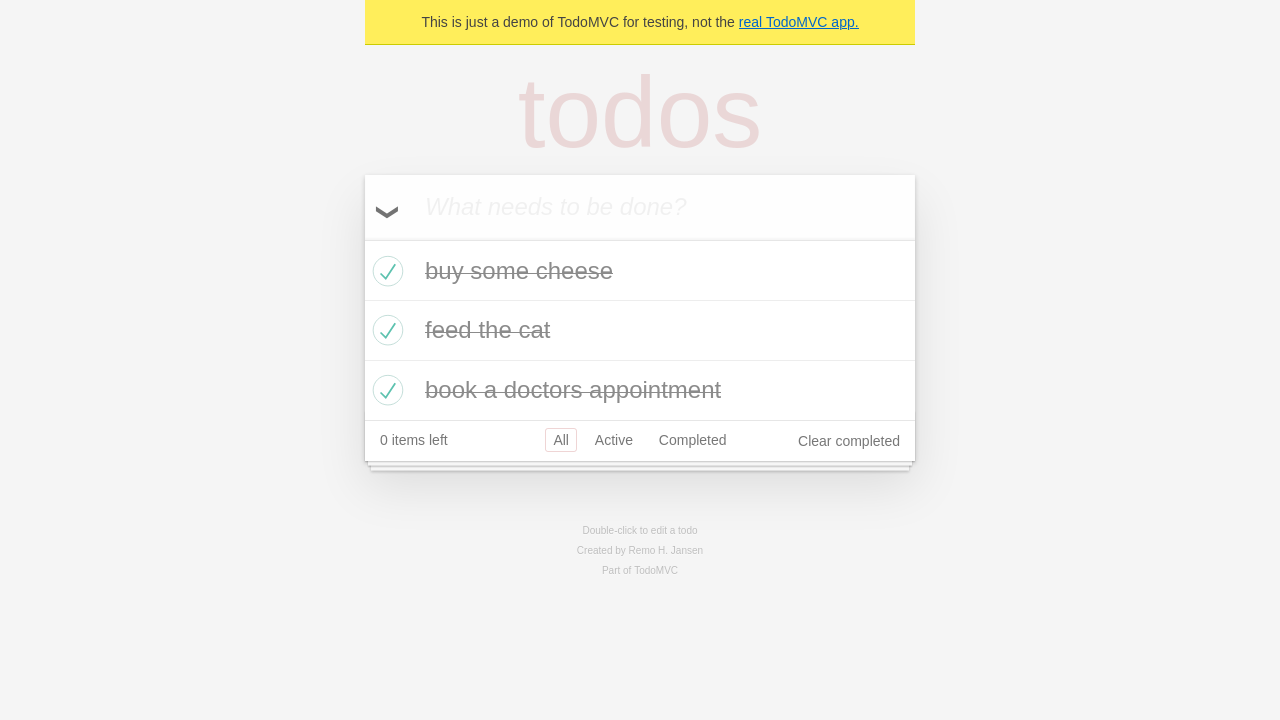 This is just a demo of TodoMVC for testing, not the real TodoMVC app.
todos
What needs to be done?
buy some cheese
feed the cat
book a doctors appointment
0 items left All Active Completed Clear completed
Double-click to edit a todo
Created by Remo H. Jansen
Part of TodoMVC